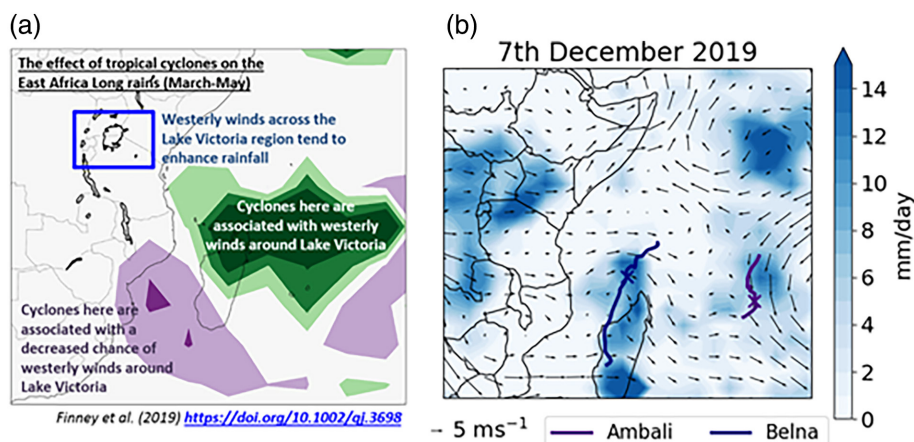 (a)
The effect of tropical cyclones on the
East Africa Long rains (March-May)
Westerly winds across the
Lake Victoria region tend to
enhance rainfall
Cyclones here are
associated with westerly
winds around Lake Victoria
Cyclones here are
associated with a
decreased chance of
westerly winds around
Lake Victoria
Finney et al. (2019) https://doi.org/10.1002/qj.3698
(b)
7th December 2019
14
12
10
8
6
4
2
0
mm/day
5 ms⁻¹
Ambali
Belna